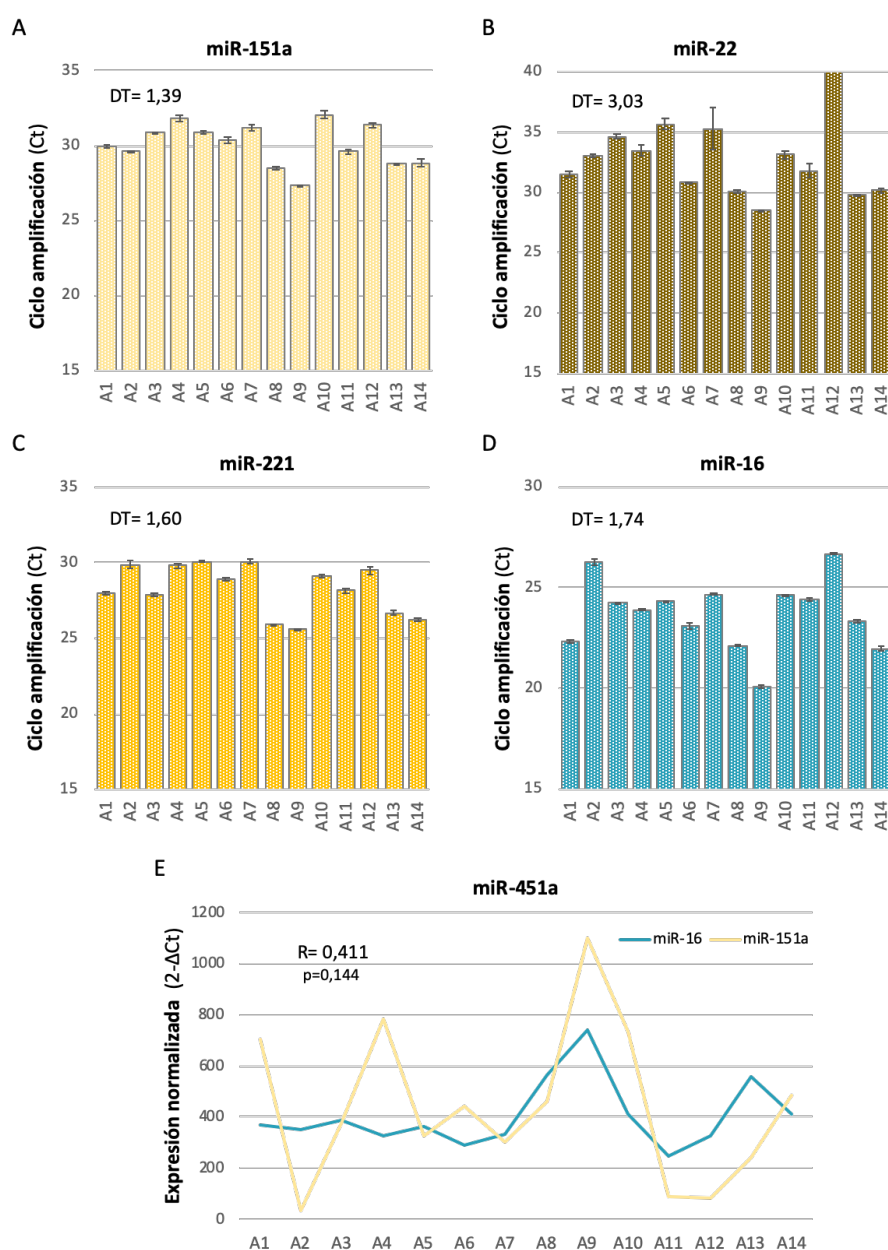 A
miR-151a
DT= 1,39
Ciclo amplificación (Ct)
35
30
25
20
15
A1 A2 A3 A4 A5 A6 A7 A8 A9 A10 A11 A12 A13 A14
B
miR-22
DT= 3,03
Ciclo amplificación (Ct)
40
35
30
25
20
15
A1 A2 A3 A4 A5 A6 A7 A8 A9 A10 A11 A12 A13 A14
C
miR-221
DT= 1,60
Ciclo amplificación (Ct)
35
30
25
20
15
A1 A2 A3 A4 A5 A6 A7 A8 A9 A10 A11 A12 A13 A14
D
miR-16
DT= 1,74
Ciclo amplificación (Ct)
30
25
20
15
A1 A2 A3 A4 A5 A6 A7 A8 A9 A10 A11 A12 A13 A14
E
miR-451a
R= 0,411
p=0,144
miR-16 miR-151a
Expresión normalizada (2-ΔCt)
1200
1000
800
600
400
200
0
A1 A2 A3 A4 A5 A6 A7 A8 A9 A10 A11 A12 A13 A14